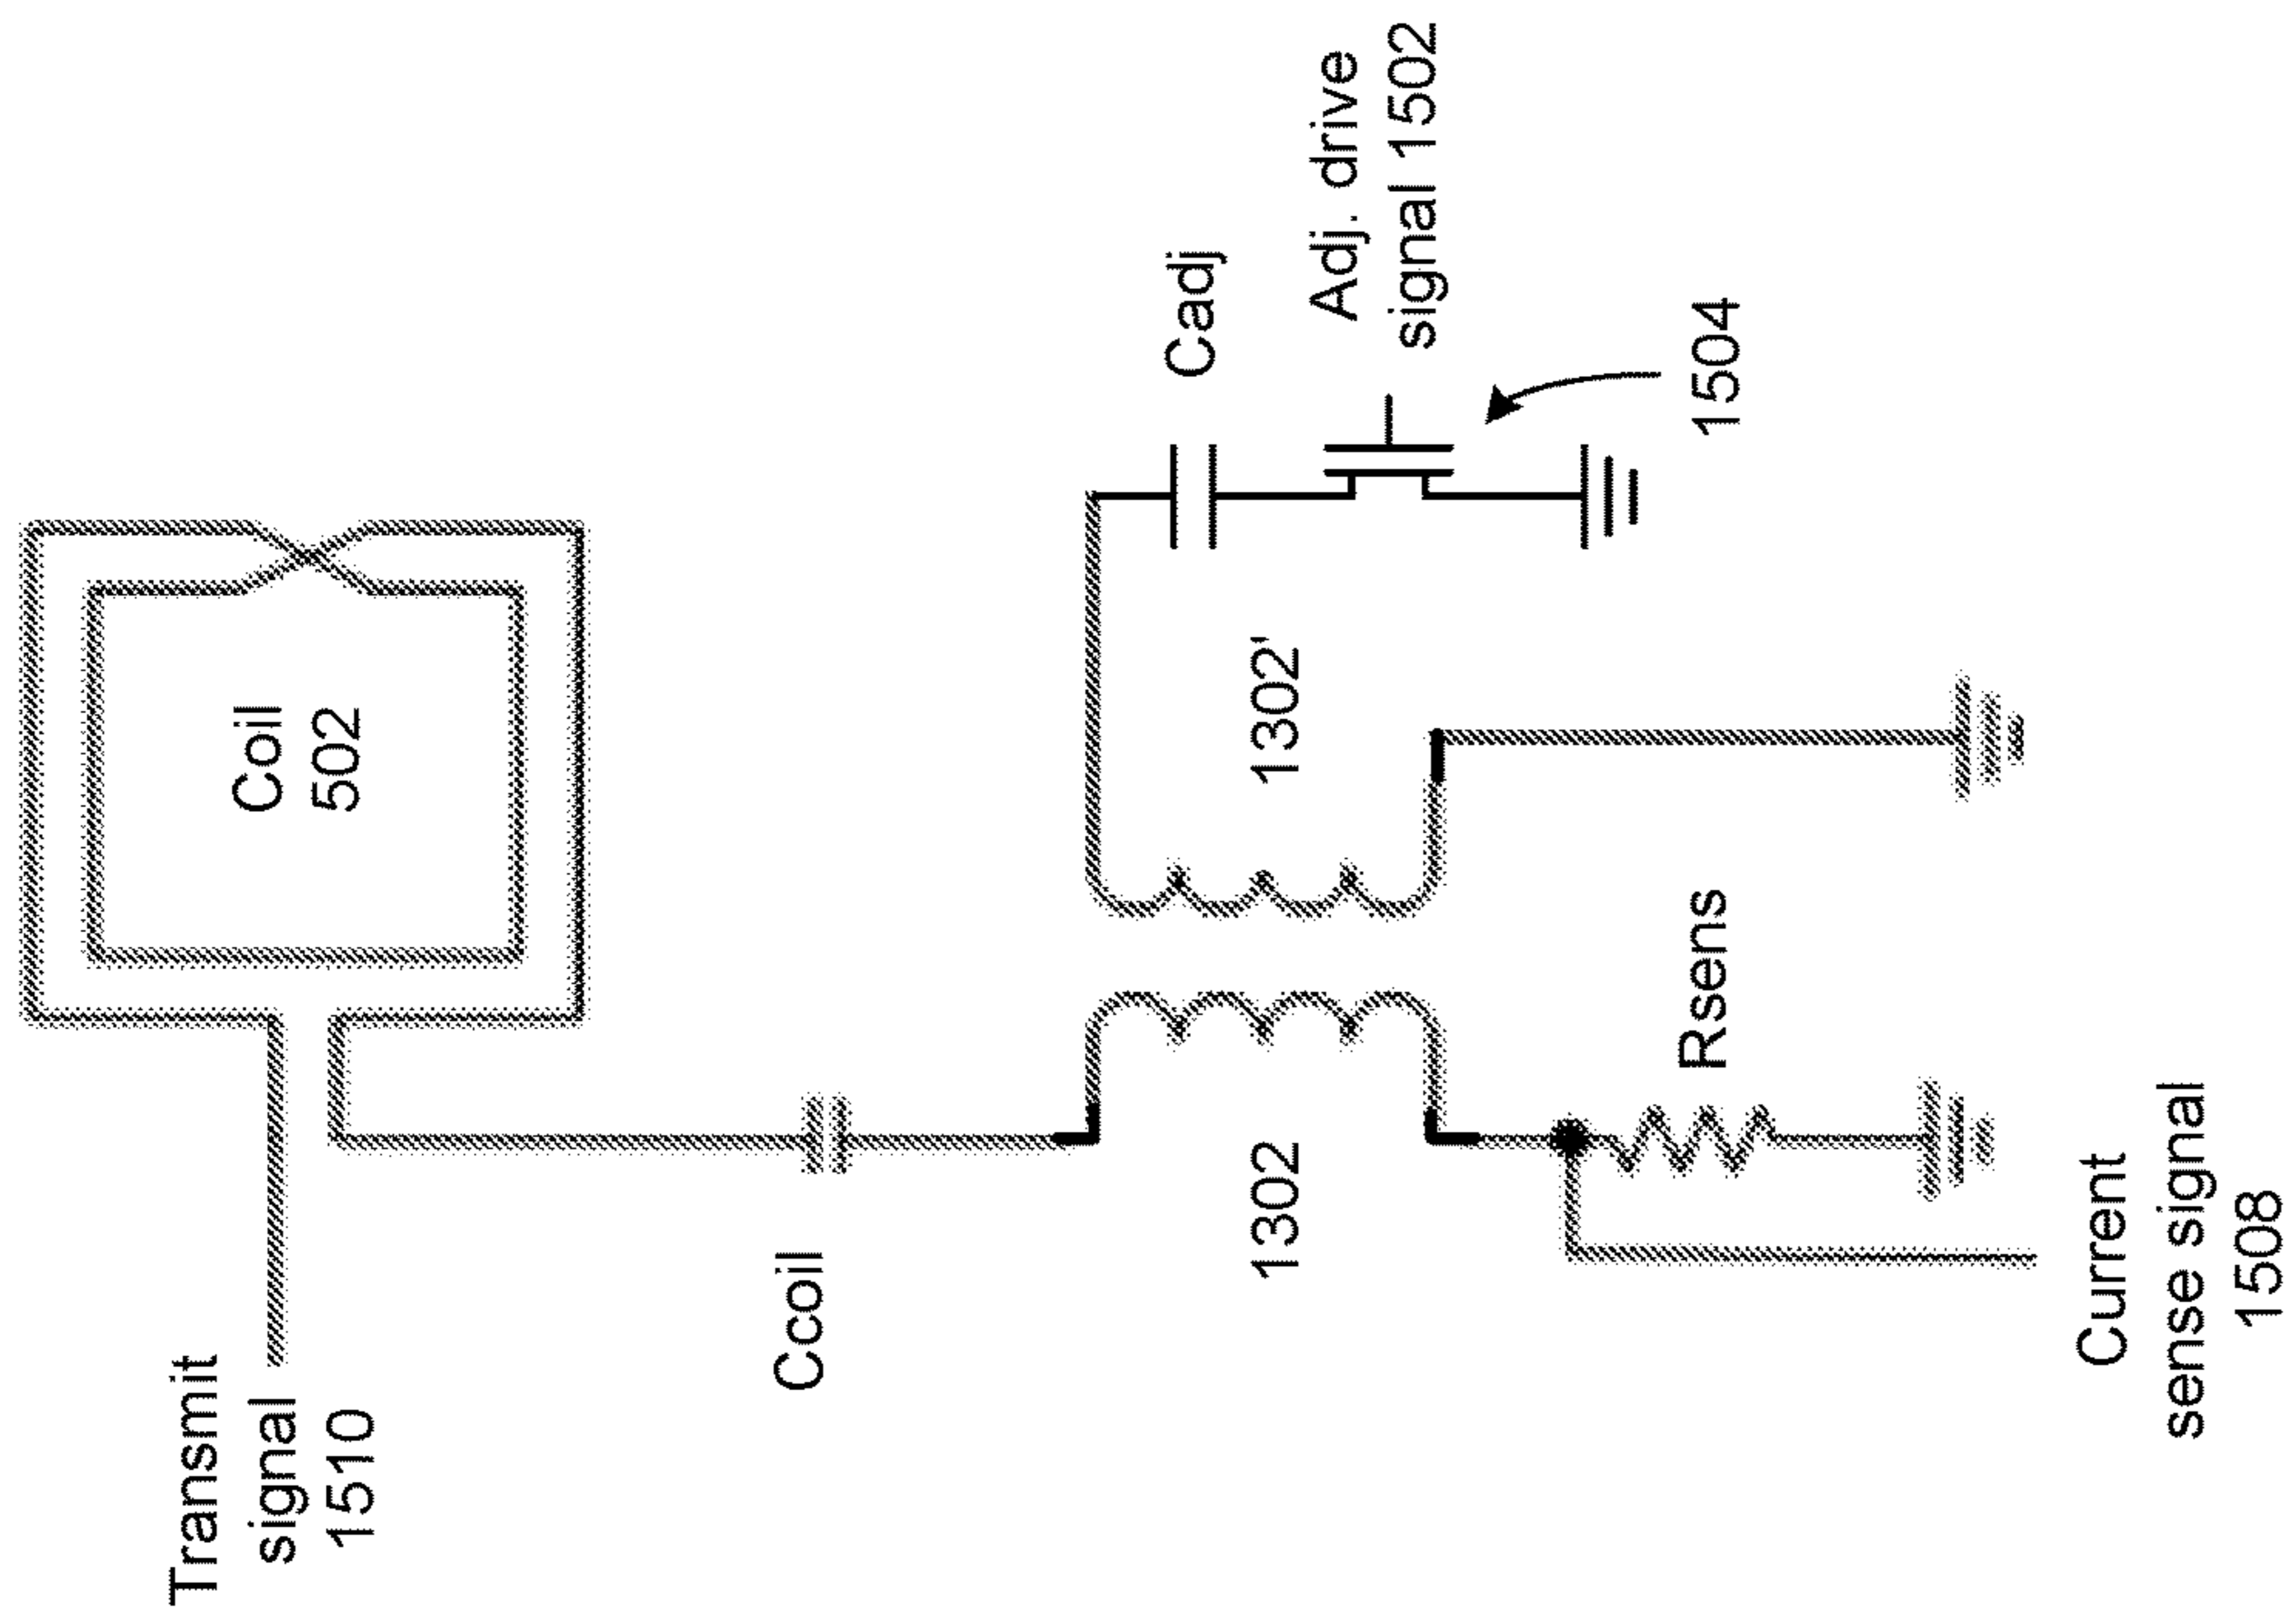 Transmit
signal
1510
Coil
502
Ccoil
1302
1302'
Cadj
Adj. drive
signal 1502
1504
Rsens
Current
sense signal
1508